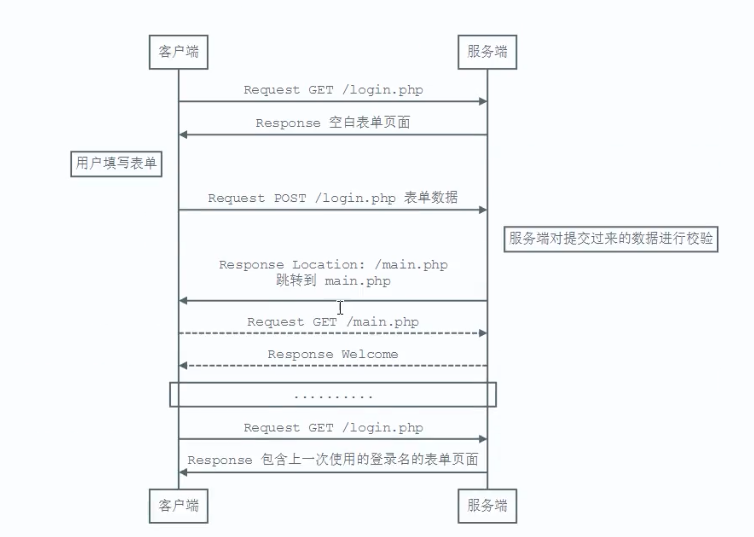 客户端
服务端
Request GET /login.php
Response 空白表单页面
用户填写表单
Request POST /login.php 表单数据
服务端对提交过来的数据进行校验
Response Location: /main.php
跳转到 main.php
Request GET /main.php
Response Welcome
..........
Request GET /login.php
Response 包含上一次使用的登录名的表单页面
客户端
服务端